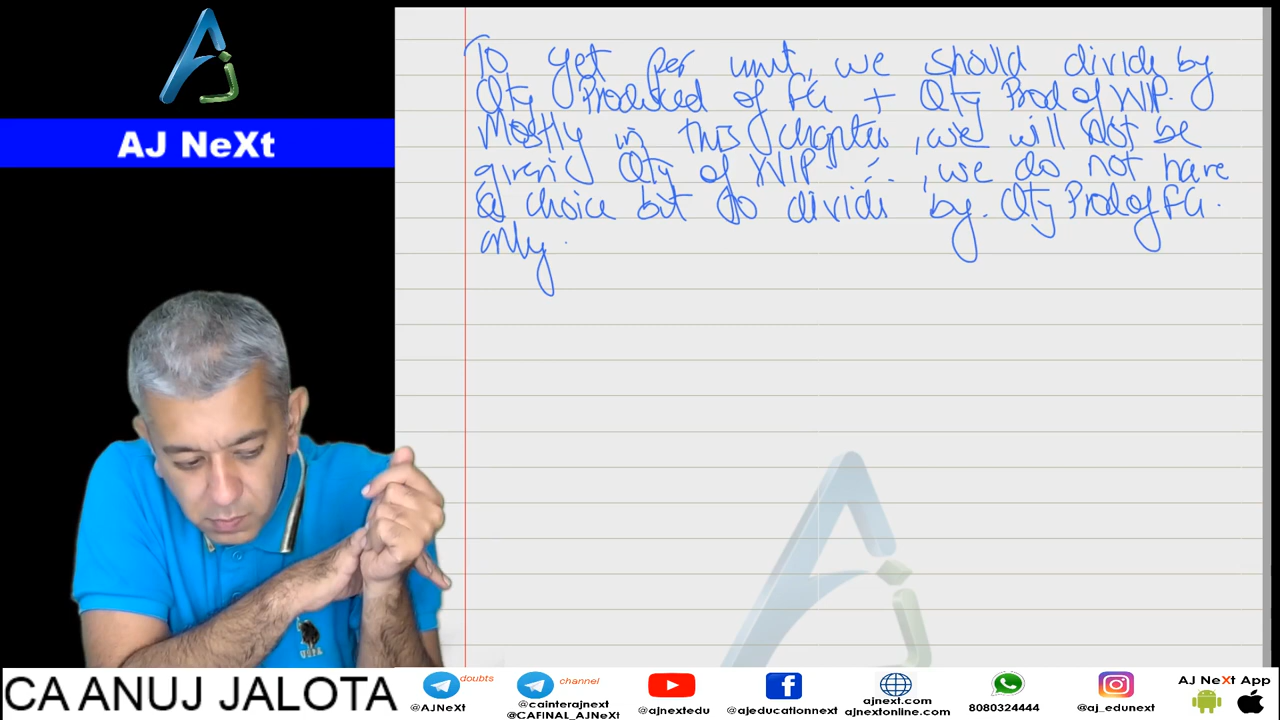 AJ NeXt
To get per unit, we should divide by
Qty Produced of FG + Qty Prod of WIP.
Mostly in this chapter, we will not be
given Qty of WIP ∴, we do not have
a choice but to divide by Qty Prod of FG.
only.
USPA
CA ANUJ JALOTA
doubts
@AJNeXt
channel
@cainterajnext
@CAFINAL_AJNeXt
@ajnextedu
@ajeducationnext
ajnext.com
ajnextonline.com
8080324444
@aj_edunext
AJ NeXt App